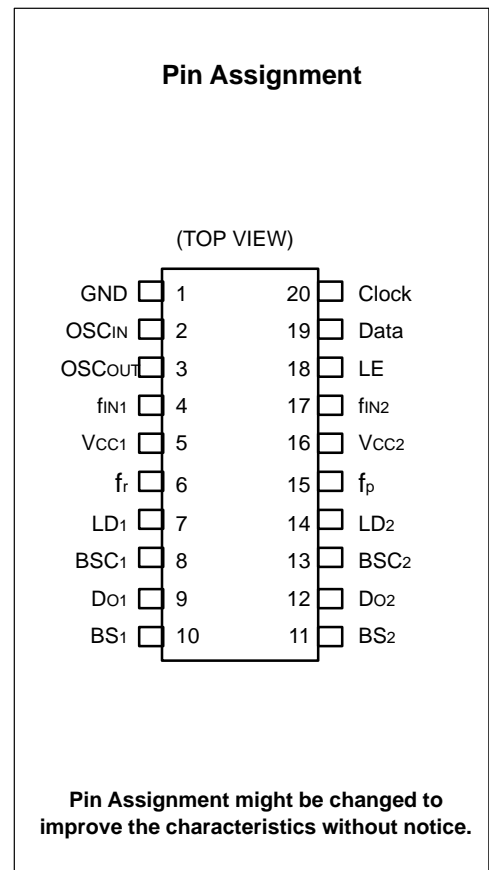 Pin Assignment
(TOP VIEW)
GND 1 20 Clock
OSCIN 2 19 Data
OSCOUT 3 18 LE
fIN1 4 17 fIN2
VCC1 5 16 VCC2
fr 6 15 fp
LD1 7 14 LD2
BSC1 8 13 BSC2
DO1 9 12 DO2
BS1 10 11 BS2
Pin Assignment might be changed to
improve the characteristics without notice.